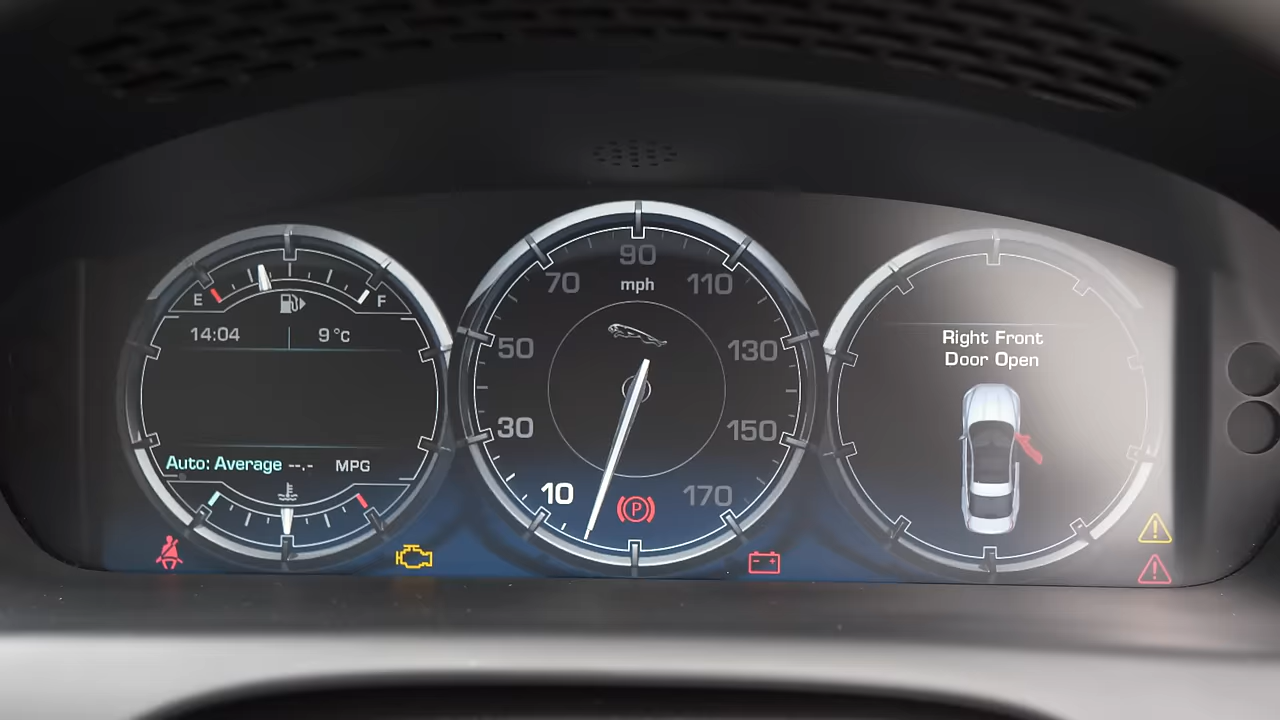 E F
14:04 9°C
Auto: Average --.- MPG
90
70 110
mph
50 130
30 150
10 170
P
Right Front
Door Open